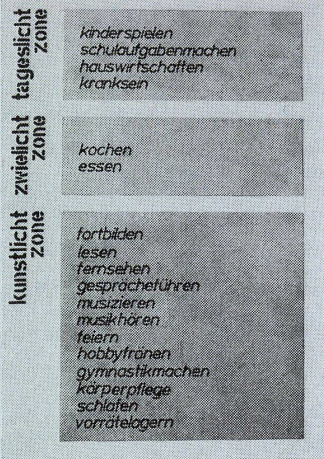 tageslicht
zone
kinderspielen
schulaufgabenmachen
hauswirtschaften
kranksein
zwielicht
zone
kochen
essen
kunstlicht
zone
fortbilden
lesen
fernsehen
gesprächeführen
musizieren
musikhören
feiern
hobbyfrönen
gymnastikmachen
körperpflege
schlafen
vorrätelagern